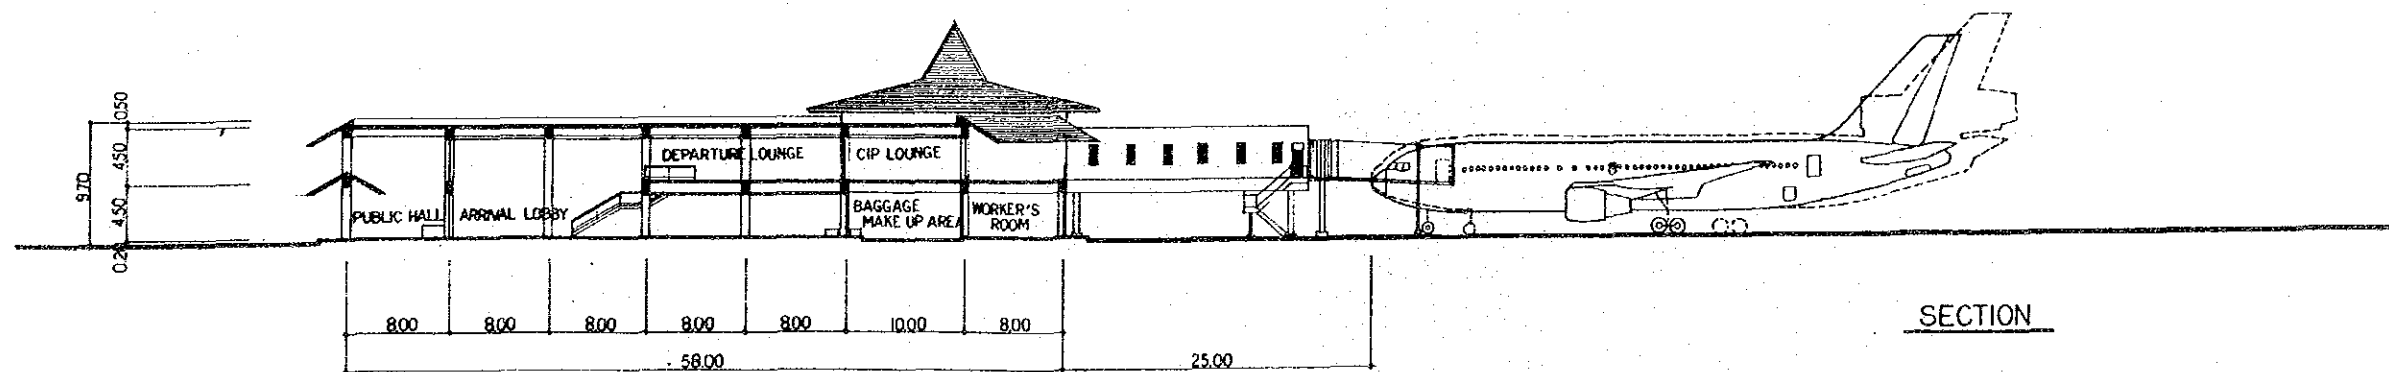 0.50
4.50
9.70
4.50
0.20
DEPARTURE LOUNGE
CIP LOUNGE
PUBLIC HALL
ARRIVAL LOBBY
BAGGAGE
MAKE UP AREA
WORKER'S
ROOM
8.00 8.00 8.00 8.00 8.00 10.00 8.00
58.00 25.00
SECTION